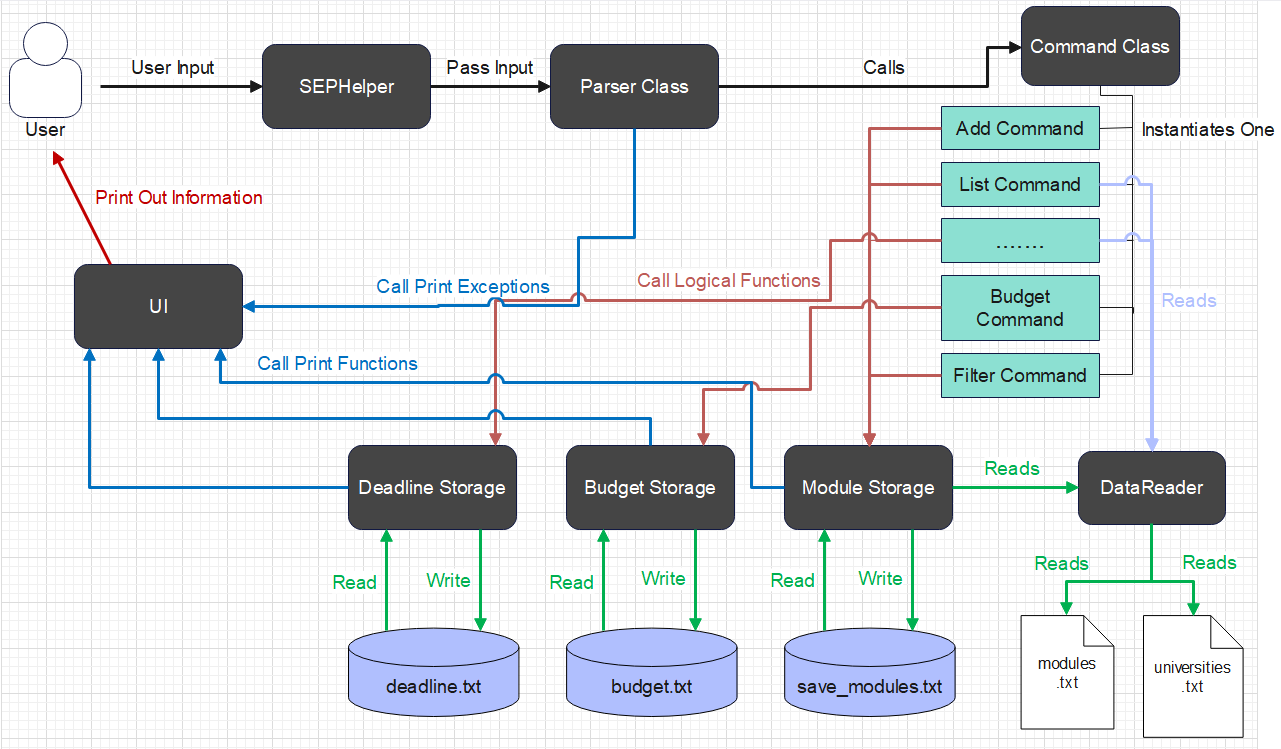 Command Class
User Input
SEPHelper
Pass Input
Parser Class
Calls
User
Add Command
Instantiates One
List Command
Print Out Information
.......
UI
Call Print Exceptions
Call Logical Functions
Budget
Command
Reads
Call Print Functions
Filter Command
Deadline Storage
Budget Storage
Module Storage
Reads
DataReader
Read
Write
Read
Write
Read
Write
Reads
Reads
deadline.txt
budget.txt
save_modules.txt
modules
.txt
universities
.txt